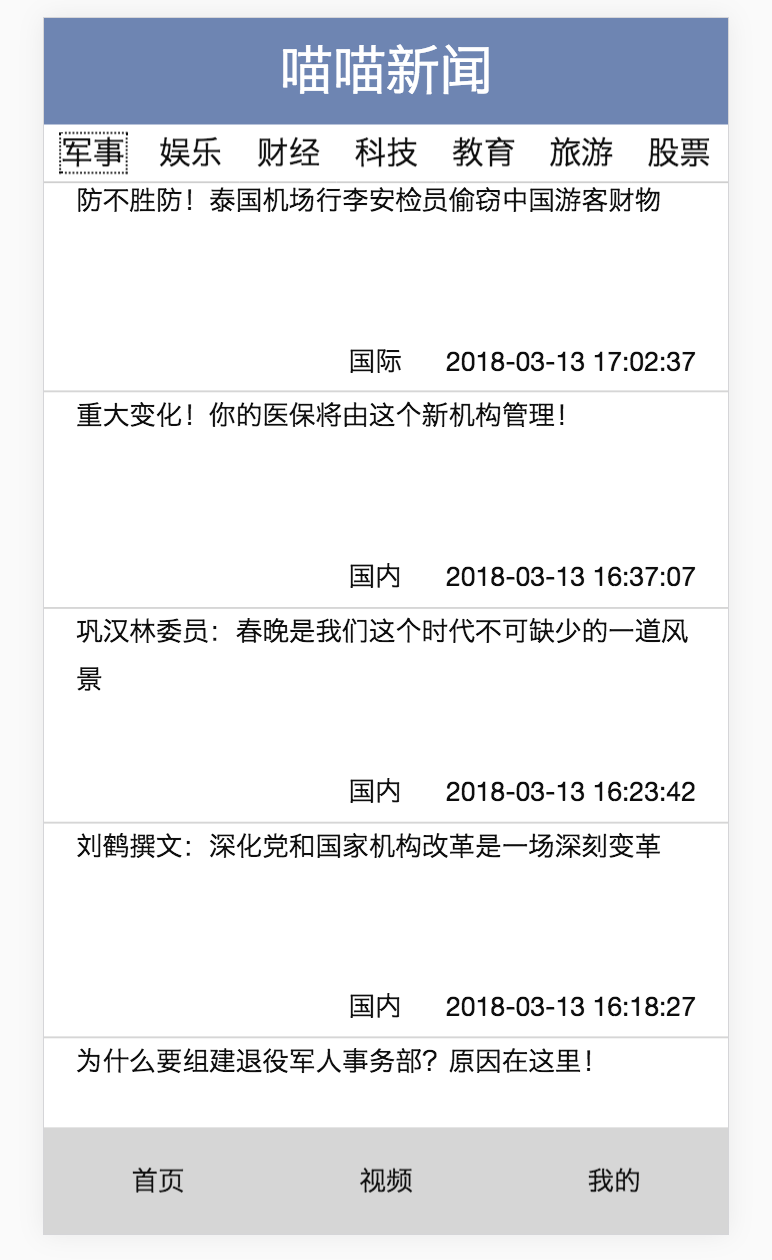 喵喵新闻
军事 娱乐 财经 科技 教育 旅游 股票
防不胜防！泰国机场行李安检员偷窃中国游客财物
国际 2018-03-13 17:02:37
重大变化！你的医保将由这个新机构管理！
国内 2018-03-13 16:37:07
巩汉林委员：春晚是我们这个时代不可缺少的一道风
景
国内 2018-03-13 16:23:42
刘鹤撰文：深化党和国家机构改革是一场深刻变革
国内 2018-03-13 16:18:27
为什么要组建退役军人事务部？原因在这里！
首页 视频 我的